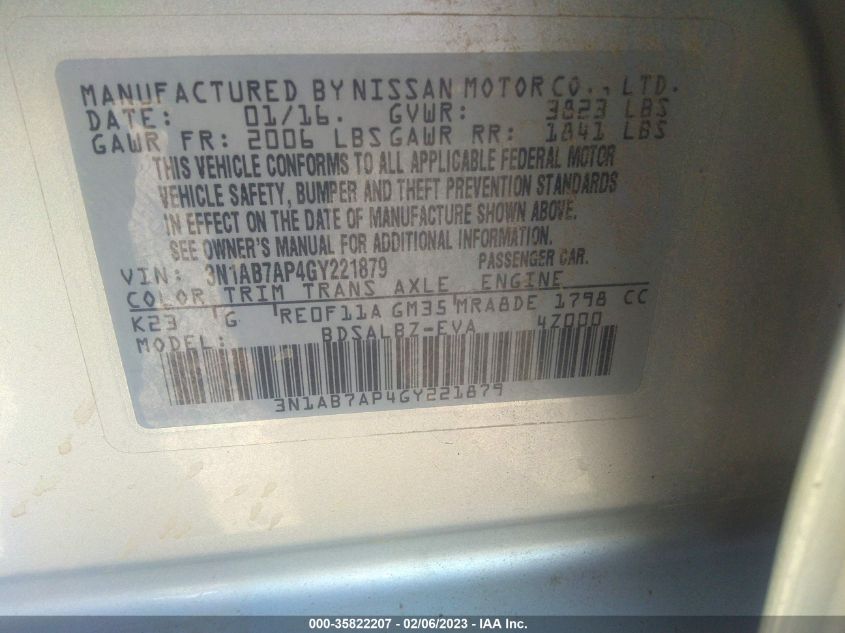 MANUFACTURED BY NISSAN MOTOR CO., LTD.
DATE: 01/16. GVWR: 3823 LBS
GAWR FR: 2006 LBS GAWR RR: 1841 LBS
THIS VEHICLE CONFORMS TO ALL APPLICABLE FEDERAL MOTOR
VEHICLE SAFETY, BUMPER AND THEFT PREVENTION STANDARDS
IN EFFECT ON THE DATE OF MANUFACTURE SHOWN ABOVE.
SEE OWNER'S MANUAL FOR ADDITIONAL INFORMATION.
VIN: 3N1AB7AP4GY221879 PASSENGER CAR.
COLOR TRIM TRANS AXLE ENGINE
K23 G RE0F11A GM35 MRA8DE 1798 CC
MODEL: BDSALBZ-EVA 4Z000
3N1AB7AP4GY221879
000-35822207 - 02/06/2023 - IAA Inc.